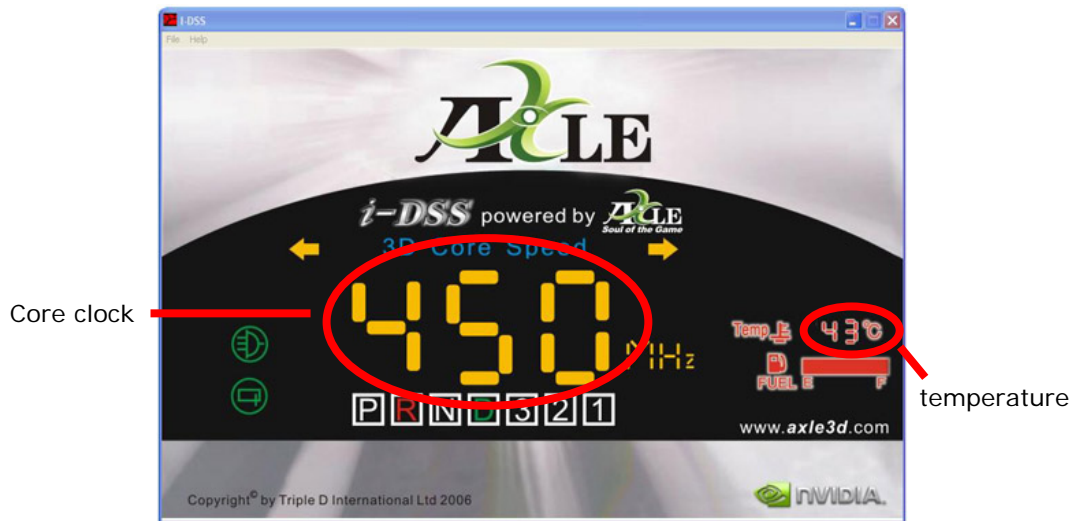 I-DSS
File Help
AXLE
i-DSS powered by AXLE
Soul of the Game
3D Core Speed
450 MHz
Core clock
Temp 43°C
FUEL E F
temperature
P R N D 3 2 1
www.axle3d.com
Copyright© by Triple D International Ltd 2006
nVIDIA.